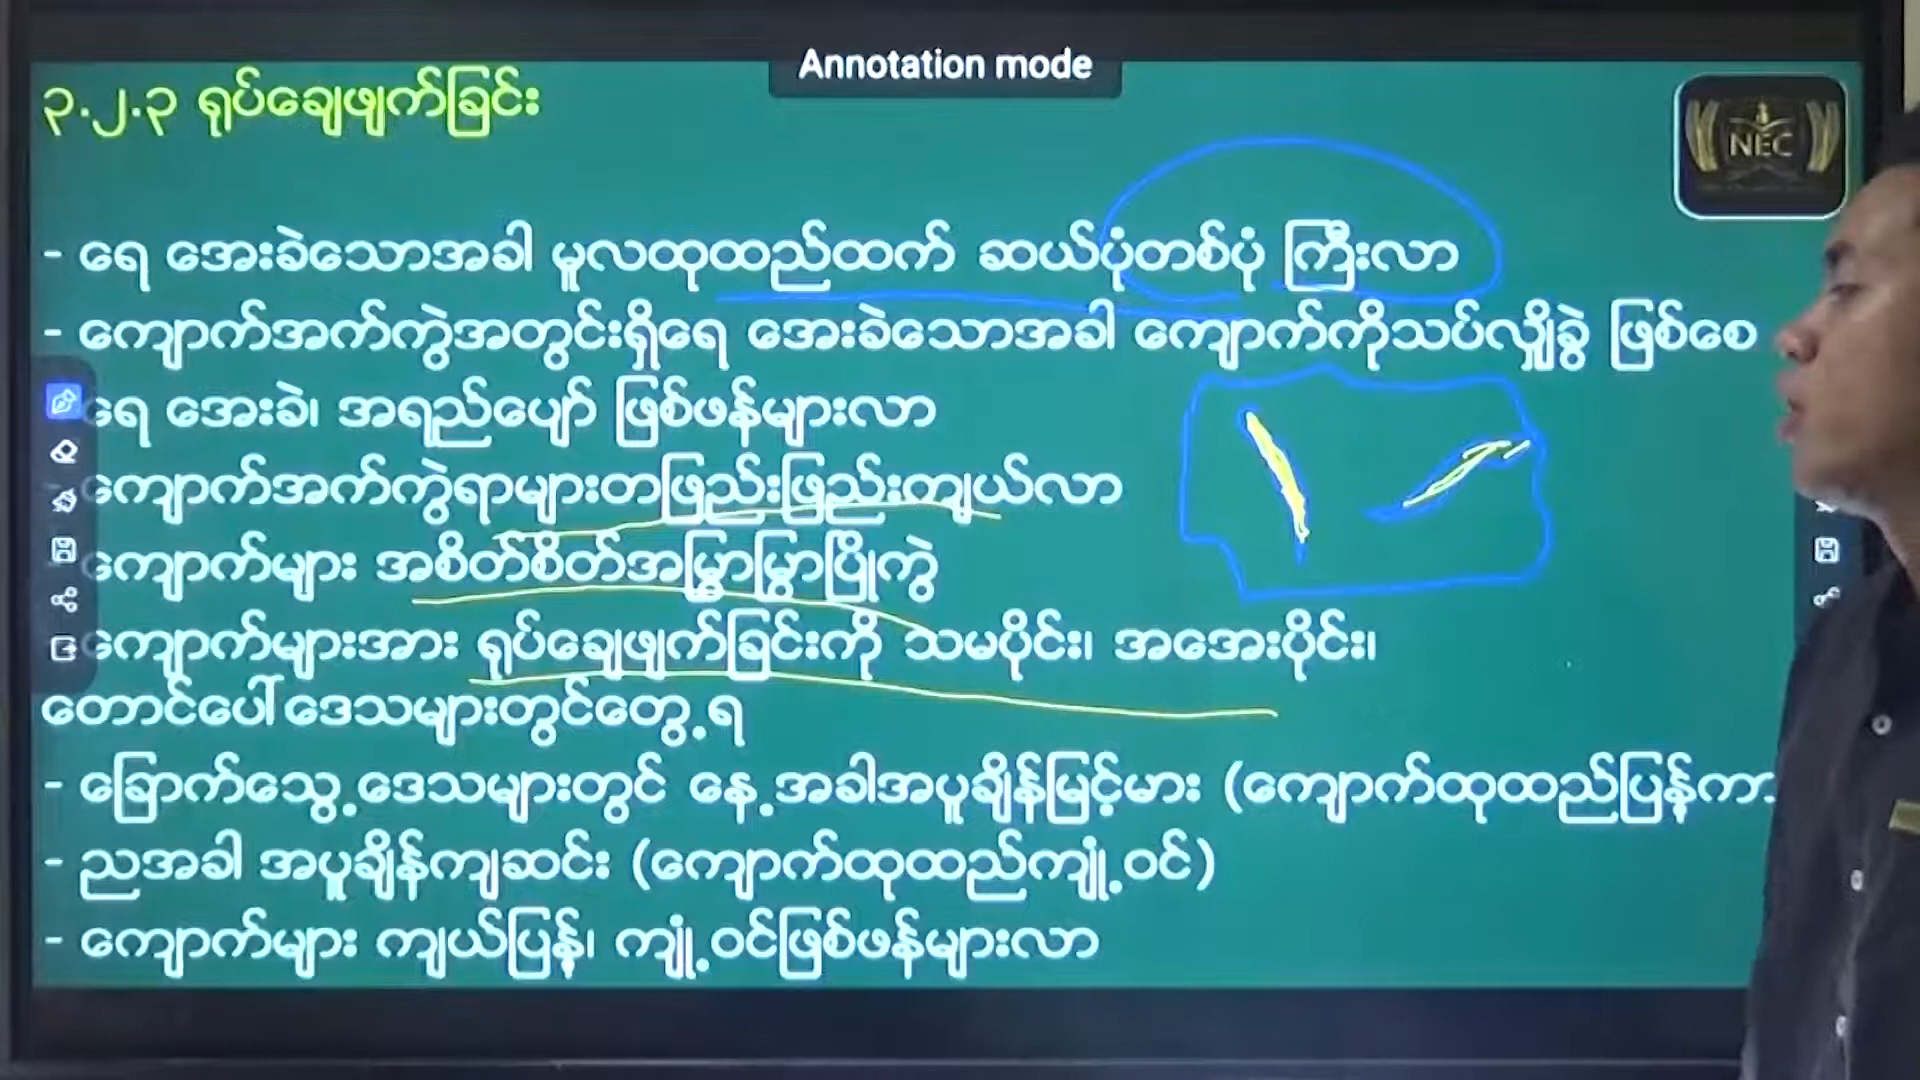 Annotation mode
၃.၂.၃ ရုပ်ချေဖျက်ခြင်း
NEC
- ရေ အေးခဲသောအခါ မူလထုထည်ထက် ဆယ်ပုံတစ်ပုံ ကြီးလာ
- ကျောက်အက်ကွဲအတွင်းရှိရေ အေးခဲသောအခါ ကျောက်ကိုသပ်လျှိုခွဲ ဖြစ်စေ
ရေ အေးခဲ၊ အရည်ပျော် ဖြစ်ဖန်များလာ
ကျောက်အက်ကွဲရာများတဖြည်းဖြည်းကျယ်လာ
ကျောက်များ အစိတ်စိတ်အမြွှာမြွှာပြိုကွဲ
ကျောက်များအား ရုပ်ချေဖျက်ခြင်းကို သမပိုင်း၊ အအေးပိုင်း၊
တောင်ပေါ်ဒေသများတွင်တွေ့ရ
- ခြောက်သွေ့ဒေသများတွင် နေ့အခါအပူချိန်မြင့်မား (ကျောက်ထုထည်ပြန့်ကာ
- ညအခါ အပူချိန်ကျဆင်း (ကျောက်ထုထည်ကျုံ့ဝင်)
- ကျောက်များ ကျယ်ပြန့်၊ ကျုံ့ဝင်ဖြစ်ဖန်များလာ